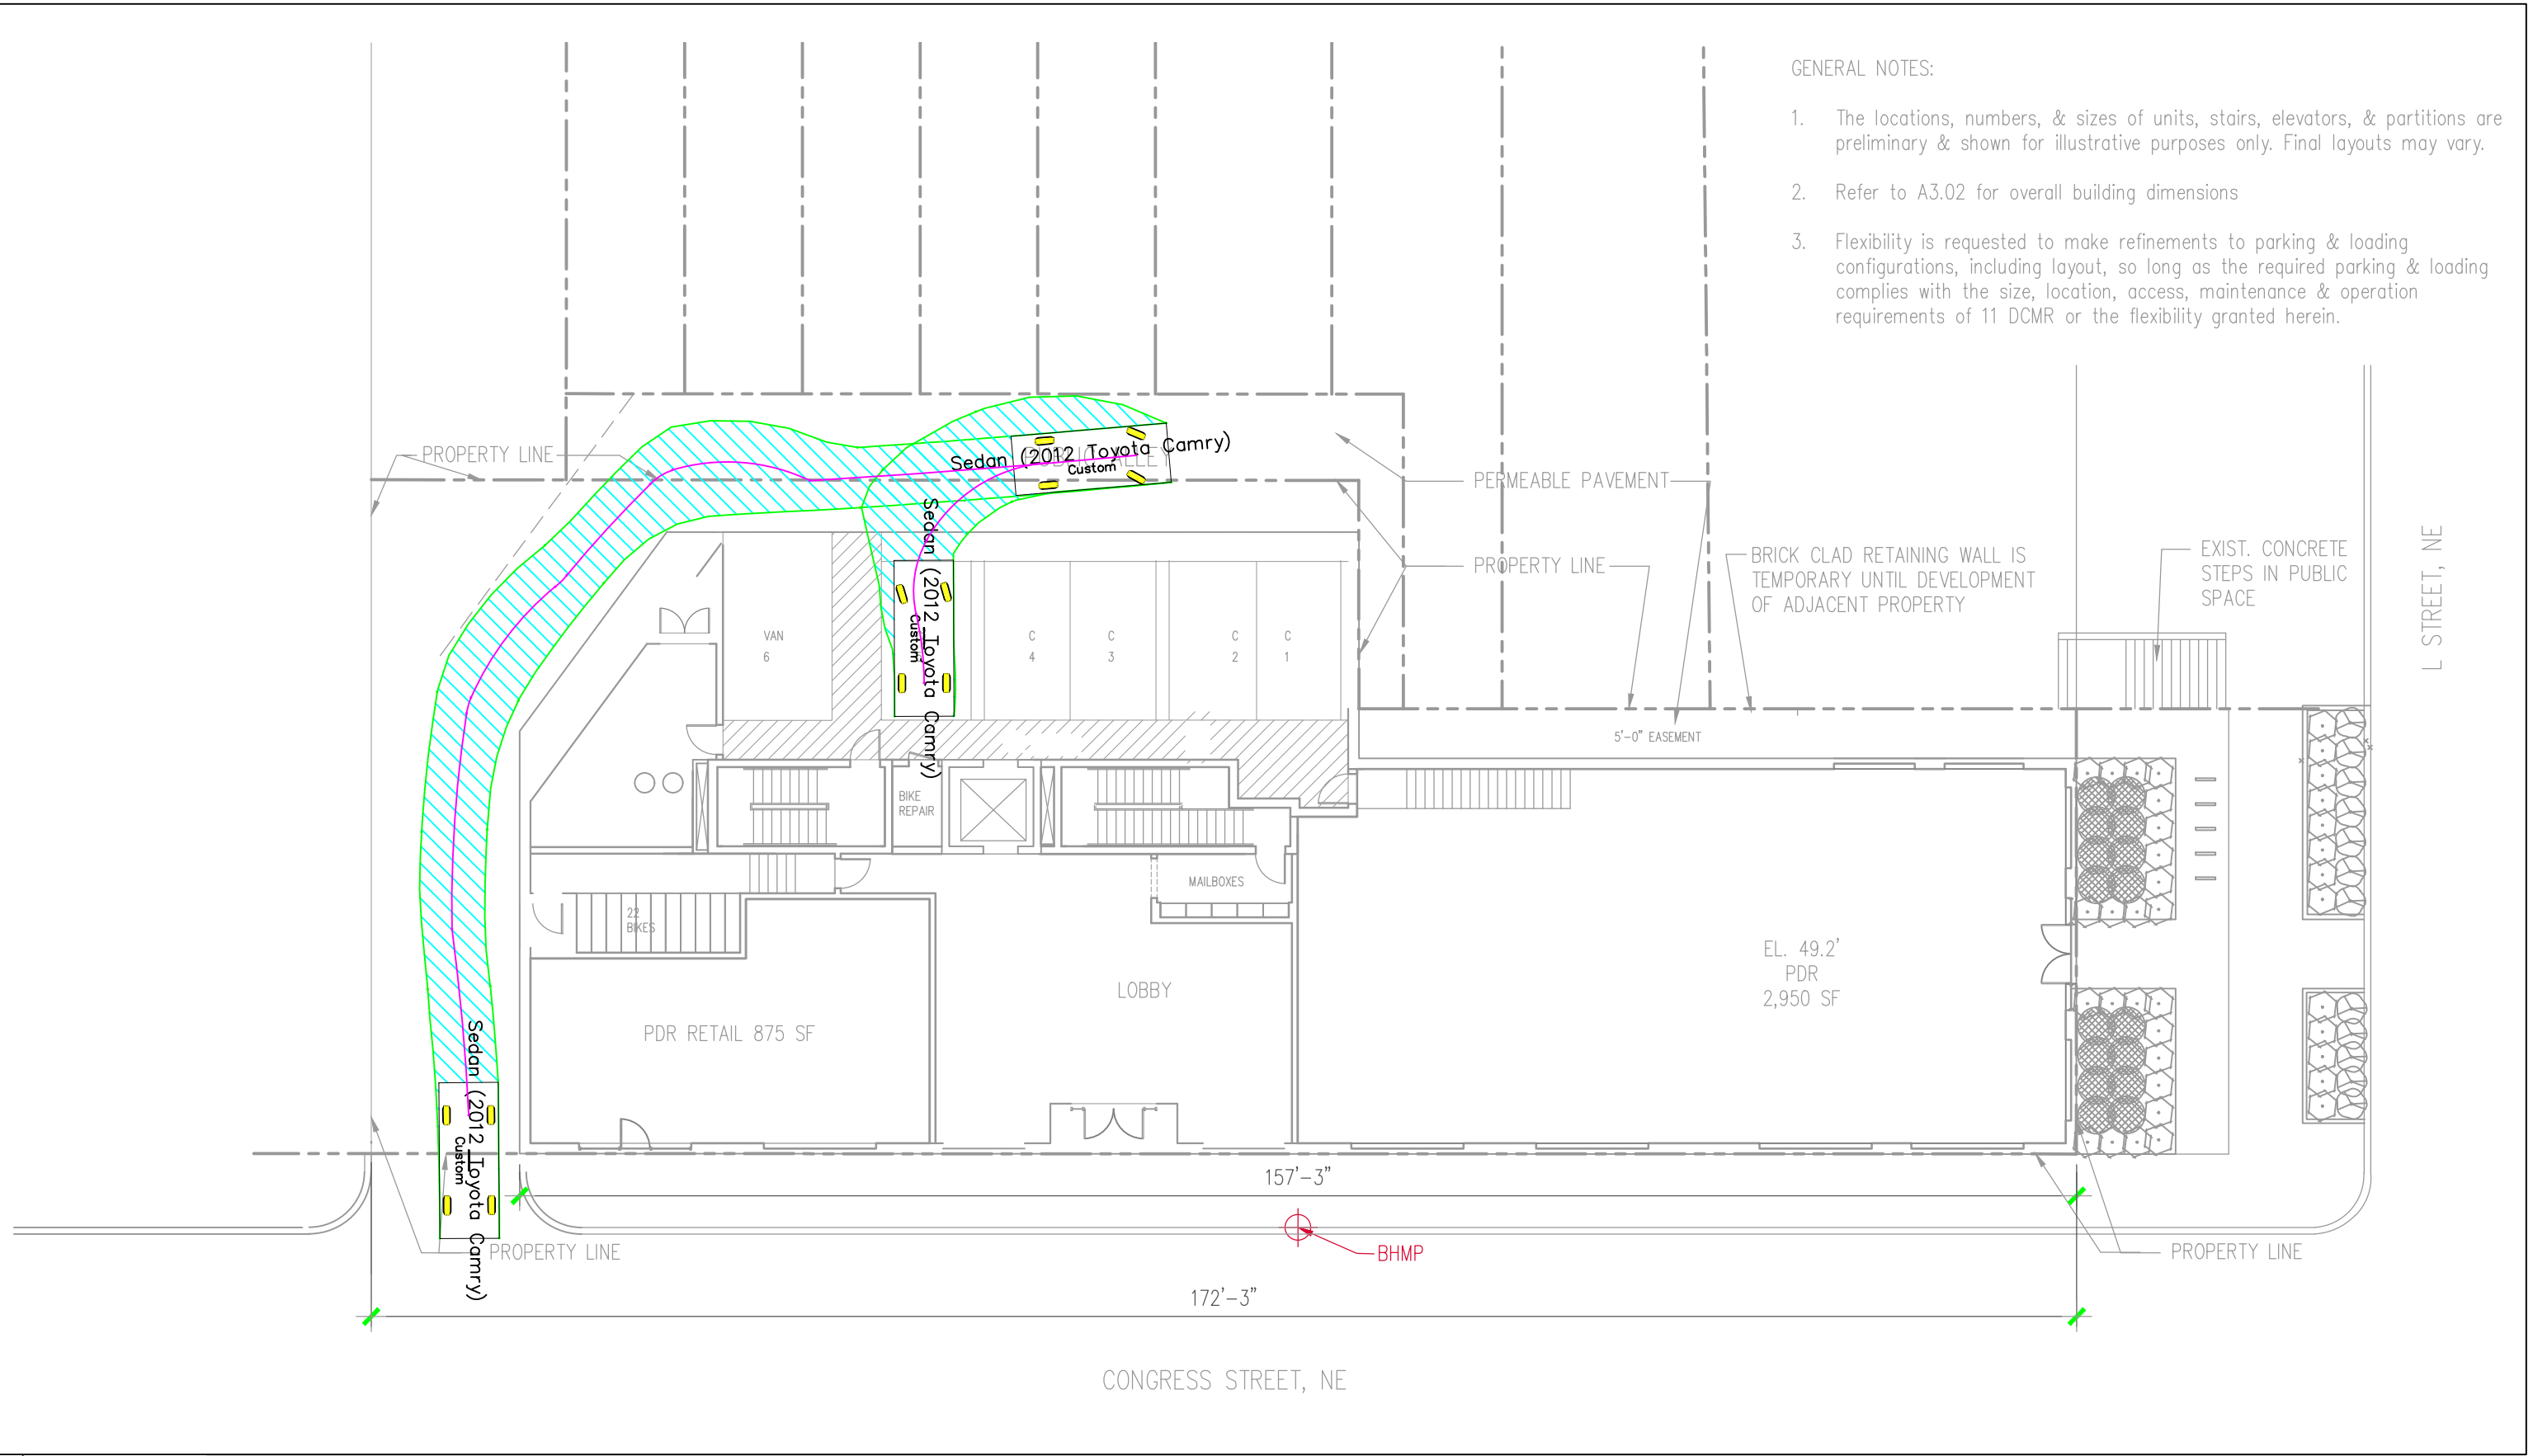 GENERAL NOTES:
1. The locations, numbers, & sizes of units, stairs, elevators, & partitions are
preliminary & shown for illustrative purposes only. Final layouts may vary.
2. Refer to A3.02 for overall building dimensions
3. Flexibility is requested to make refinements to parking & loading
configurations, including layout, so long as the required parking & loading
complies with the size, location, access, maintenance & operation
requirements of 11 DCMR or the flexibility granted herein.
PROPERTY LINE
Sedan (2012 Toyota Camry)
Custom
PERMEABLE PAVEMENT
PROPERTY LINE
BRICK CLAD RETAINING WALL IS
TEMPORARY UNTIL DEVELOPMENT
OF ADJACENT PROPERTY
EXIST. CONCRETE
STEPS IN PUBLIC
SPACE
L STREET, NE
Sedan (2012 Toyota Camry)
Custom
VAN
6
C
4
C
3
C
2
C
1
5'-0" EASEMENT
BIKE
REPAIR
MAILBOXES
22
BIKES
LOBBY
PDR RETAIL 875 SF
EL. 49.2'
PDR
2,950 SF
Sedan (2012 Toyota Camry)
Custom
157'-3"
PROPERTY LINE
BHMP
PROPERTY LINE
172'-3"
CONGRESS STREET, NE